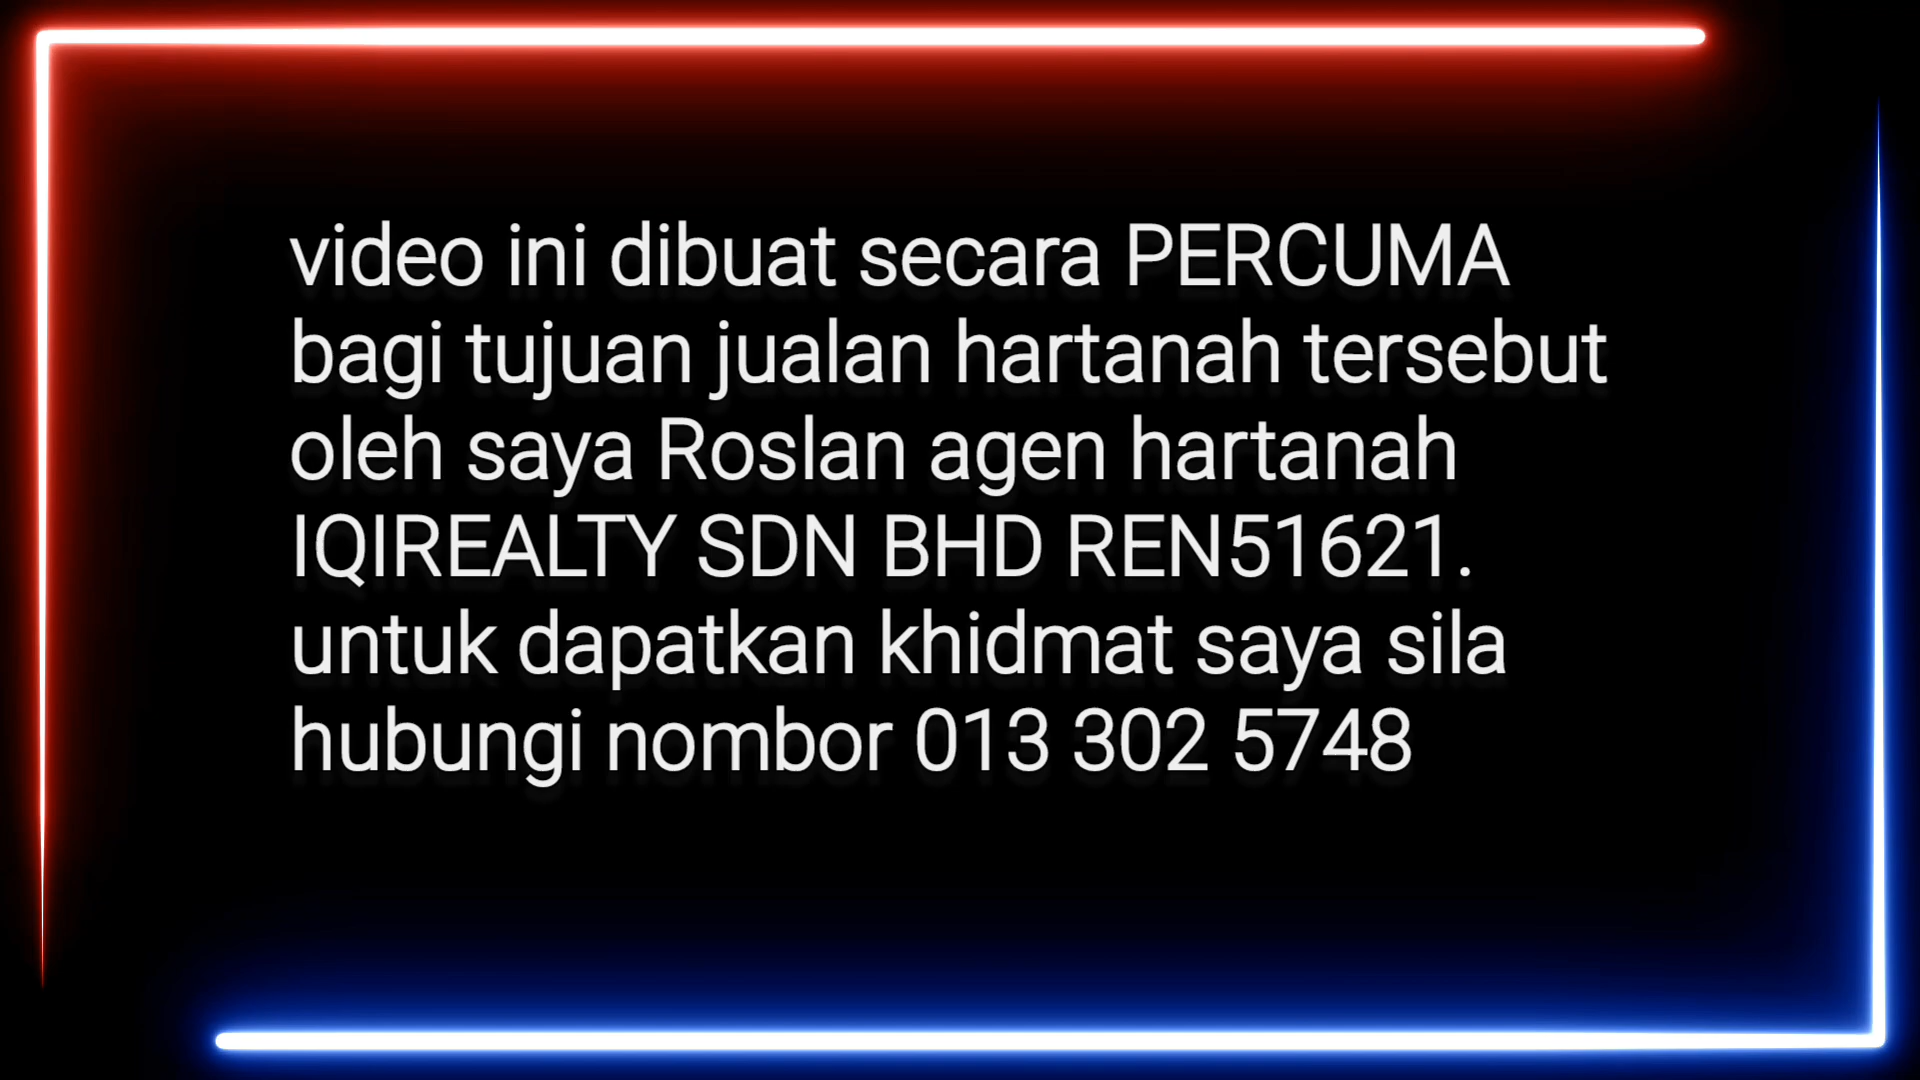 video ini dibuat secara PERCUMA
bagi tujuan jualan hartanah tersebut
oleh saya Roslan agen hartanah
IQIREALTY SDN BHD REN51621.
untuk dapatkan khidmat saya sila
hubungi nombor 013 302 5748